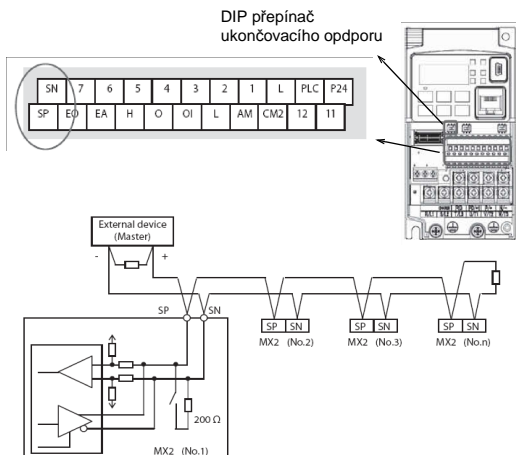 DIP přepínač
ukončovacího opdporu
SN 7 6 5 4 3 2 1 L PLC P24
SP EO EA H O OI L AM CM2 12 11
External device
(Master)
- +
SP SN
SP SN SP SN SP SN
MX2 (No.2) MX2 (No.3) MX2 (No.n)
200 Ω
MX2 (No.1)